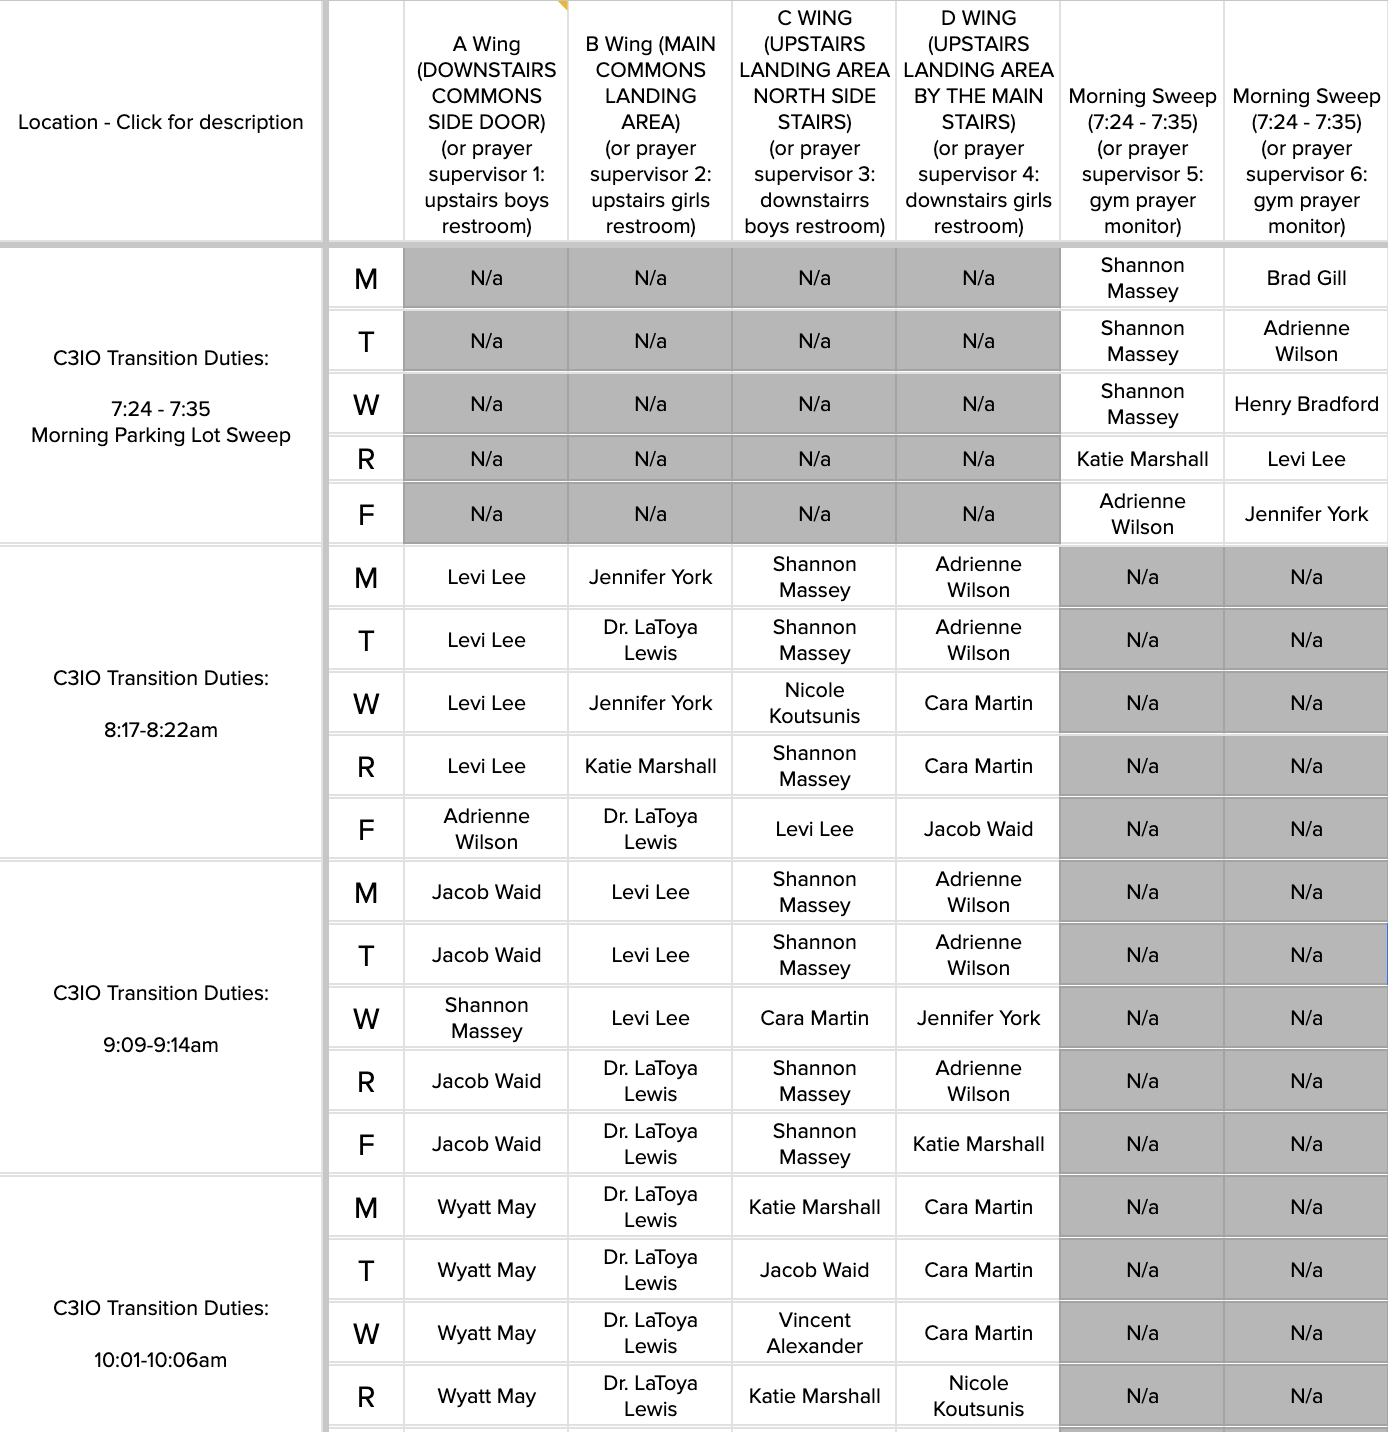 Location - Click for description
A Wing
(DOWNSTAIRS
COMMONS
SIDE DOOR)
(or prayer
supervisor 1:
upstairs boys
restroom)
B Wing (MAIN
COMMONS
LANDING
AREA)
(or prayer
supervisor 2:
upstairs girls
restroom)
C WING
(UPSTAIRS
LANDING AREA
NORTH SIDE
STAIRS)
(or prayer
supervisor 3:
downstairrs
boys restroom)
D WING
(UPSTAIRS
LANDING AREA
BY THE MAIN
STAIRS)
(or prayer
supervisor 4:
downstairs girls
restroom)
Morning Sweep
(7:24 - 7:35)
(or prayer
supervisor 5:
gym prayer
monitor)
Morning Sweep
(7:24 - 7:35)
(or prayer
supervisor 6:
gym prayer
monitor)
C3IO Transition Duties:
7:24 - 7:35
Morning Parking Lot Sweep
M
N/a
N/a
N/a
N/a
Shannon
Massey
Brad Gill
T
N/a
N/a
N/a
N/a
Shannon
Massey
Adrienne
Wilson
W
N/a
N/a
N/a
N/a
Shannon
Massey
Henry Bradford
R
N/a
N/a
N/a
N/a
Katie Marshall
Levi Lee
F
N/a
N/a
N/a
N/a
Adrienne
Wilson
Jennifer York
C3IO Transition Duties:
8:17-8:22am
M
Levi Lee
Jennifer York
Shannon
Massey
Adrienne
Wilson
N/a
N/a
T
Levi Lee
Dr. LaToya
Lewis
Shannon
Massey
Adrienne
Wilson
N/a
N/a
W
Levi Lee
Jennifer York
Nicole
Koutsunis
Cara Martin
N/a
N/a
R
Levi Lee
Katie Marshall
Shannon
Massey
Cara Martin
N/a
N/a
F
Adrienne
Wilson
Dr. LaToya
Lewis
Levi Lee
Jacob Waid
N/a
N/a
C3IO Transition Duties:
9:09-9:14am
M
Jacob Waid
Levi Lee
Shannon
Massey
Adrienne
Wilson
N/a
N/a
T
Jacob Waid
Levi Lee
Shannon
Massey
Adrienne
Wilson
N/a
N/a
W
Shannon
Massey
Levi Lee
Cara Martin
Jennifer York
N/a
N/a
R
Jacob Waid
Dr. LaToya
Lewis
Shannon
Massey
Adrienne
Wilson
N/a
N/a
F
Jacob Waid
Dr. LaToya
Lewis
Shannon
Massey
Katie Marshall
N/a
N/a
C3IO Transition Duties:
10:01-10:06am
M
Wyatt May
Dr. LaToya
Lewis
Katie Marshall
Cara Martin
N/a
N/a
T
Wyatt May
Dr. LaToya
Lewis
Jacob Waid
Cara Martin
N/a
N/a
W
Wyatt May
Dr. LaToya
Lewis
Vincent
Alexander
Cara Martin
N/a
N/a
R
Wyatt May
Dr. LaToya
Lewis
Katie Marshall
Nicole
Koutsunis
N/a
N/a